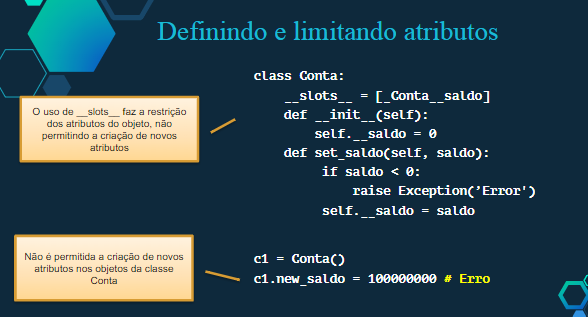 Definindo e limitando atributos
class Conta:
__slots__ = [_Conta__saldo]
def __init__(self):
self.__saldo = 0
def set_saldo(self, saldo):
if saldo < 0:
raise Exception(’Error')
self.__saldo = saldo
O uso de __slots__ faz a restrição
dos atributos do objeto, não
permitindo a criação de novos
atributos
Não é permitida a criação de novos
atributos nos objetos da classe
Conta
c1 = Conta()
c1.new_saldo = 100000000 # Erro